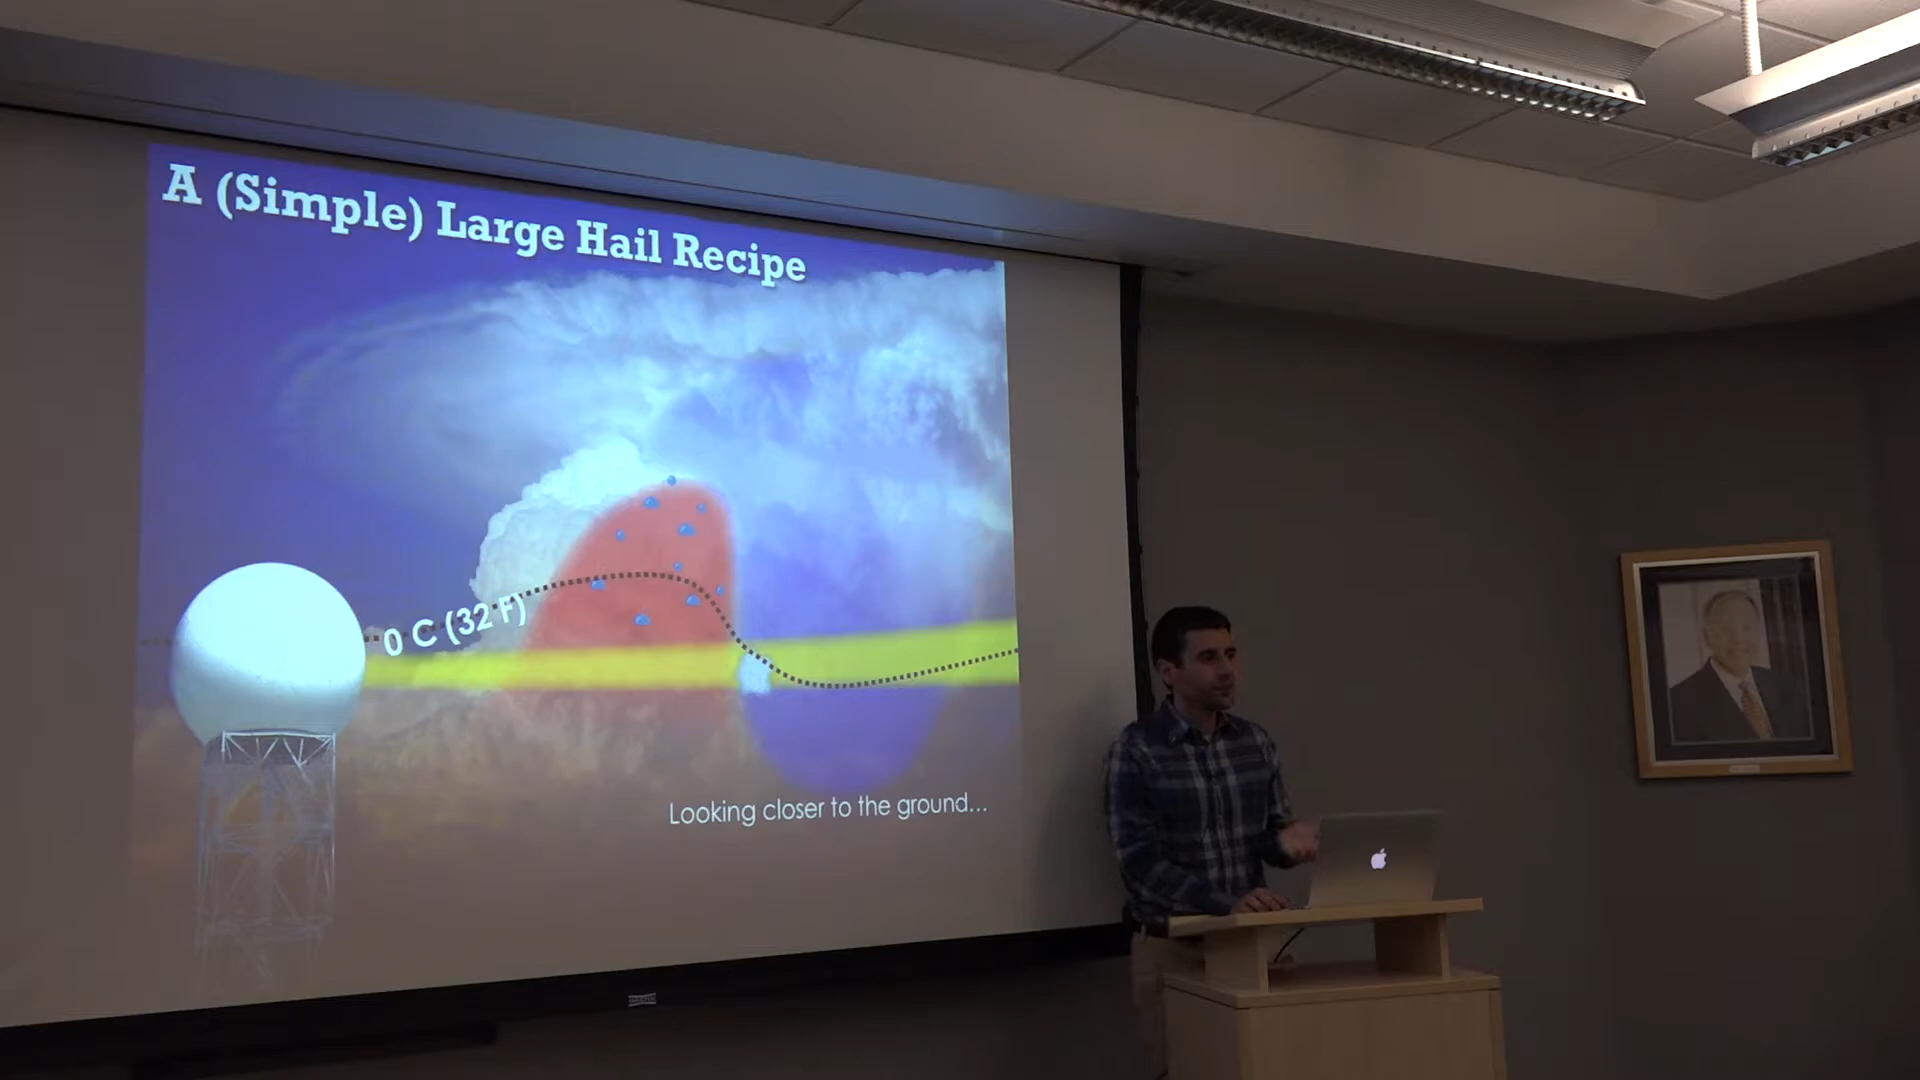 A (Simple) Large Hail Recipe
0 C (32 F)
Looking closer to the ground...